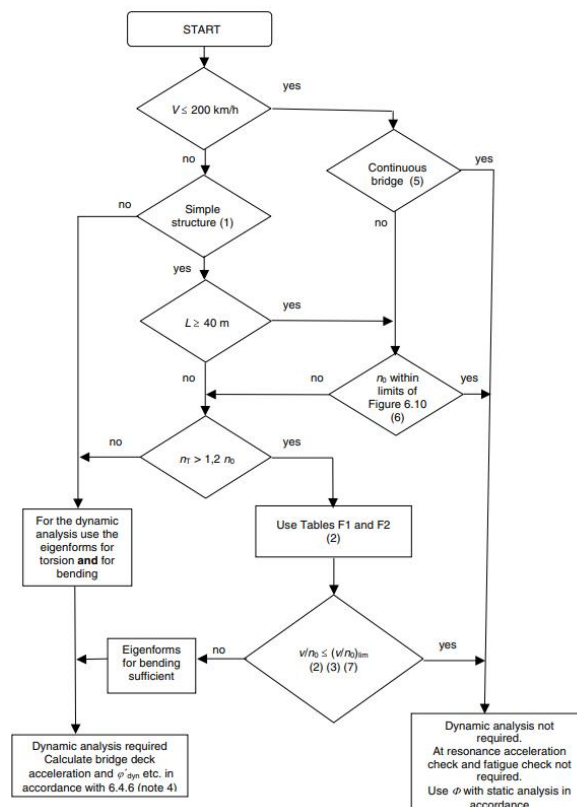 START
yes
V ≤ 200 km/h
no
Continuous
bridge (5)
yes
no
Simple
structure (1)
no
yes
L ≥ 40 m
yes
no
n₀ within
limits of
Figure 6.10
(6)
no
yes
nT > 1,2 n₀
no
yes
For the dynamic
analysis use the
eigenforms for
torsion and for
bending
Use Tables F1 and F2
(2)
v/n₀ ≤ (v/n₀)lim
(2) (3) (7)
no
yes
Eigenforms
for bending
sufficient
Dynamic analysis required
Calculate bridge deck
acceleration and φ'dyn etc. in
accordance with 6.4.6 (note 4)
Dynamic analysis not
required.
At resonance acceleration
check and fatigue check not
required.
Use Φ with static analysis in
accordance